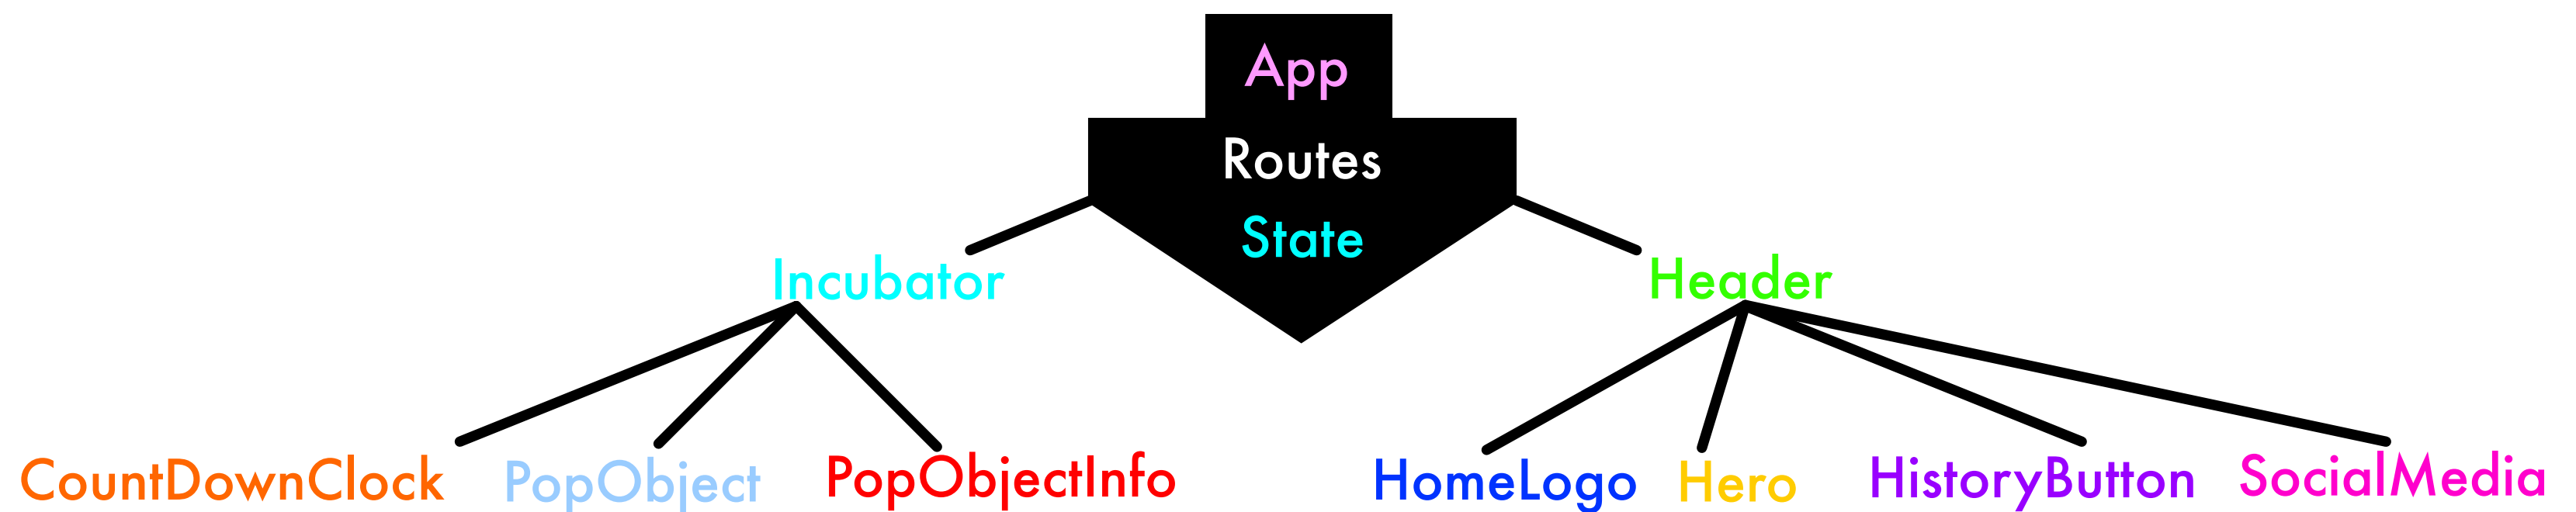 App
Routes
State
Incubator
Header
CountDownClock
PopObject
PopObjectInfo
HomeLogo
Hero
HistoryButton
SocialMedia